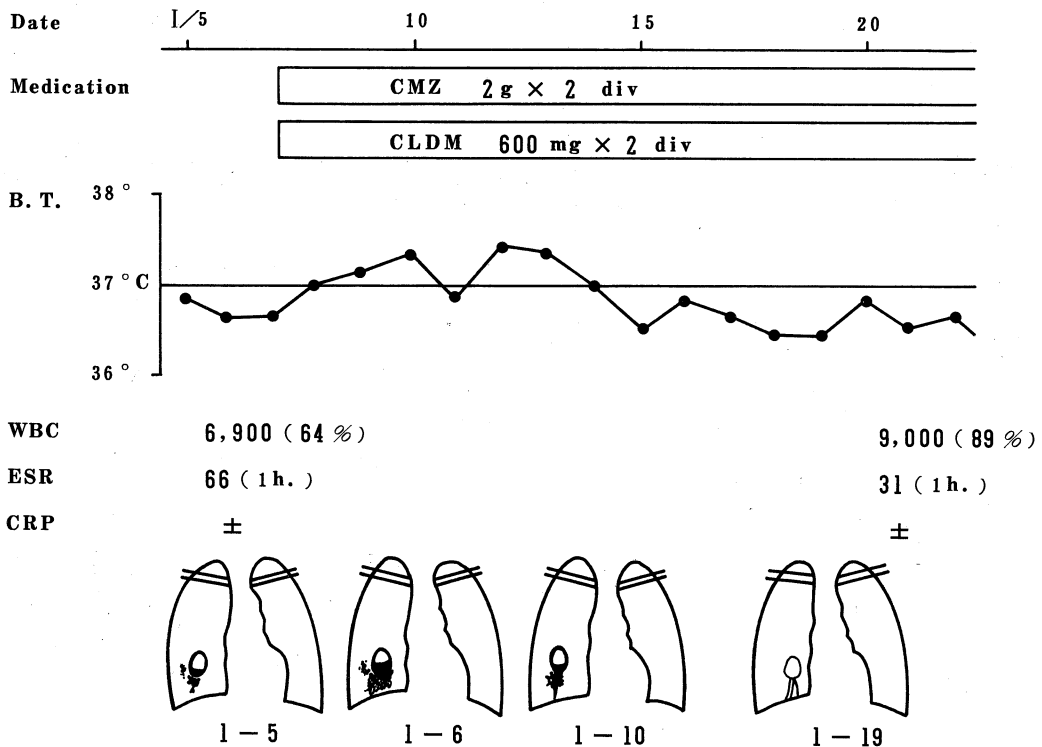 Date I/5 10 15 20
Medication CMZ 2g × 2 div
CLDM 600 mg × 2 div
B. T. 38°
37°C
36°
WBC 6,900 (64%) 9,000 (89%)
ESR 66 (1h.) 31 (1h.)
CRP ± ±
1-5 1-6 1-10 1-19